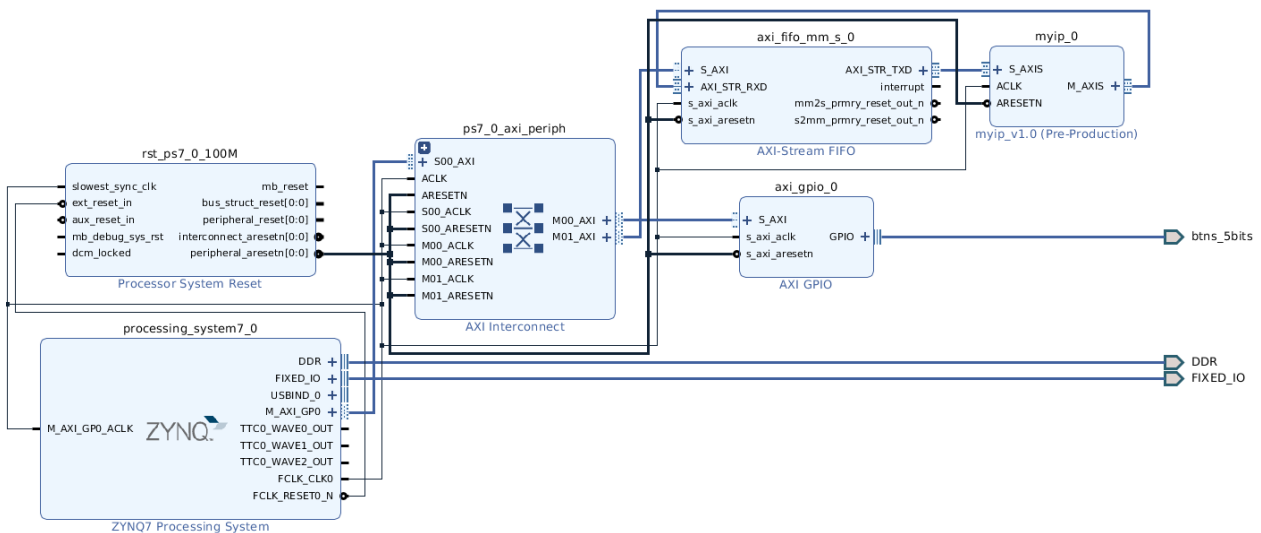 axi_fifo_mm_s_0
S_AXI
AXI_STR_RXD
s_axi_aclk
s_axi_aresetn
AXI_STR_TXD
interrupt
mm2s_prmry_reset_out_n
s2mm_prmry_reset_out_n
AXI-Stream FIFO
myip_0
S_AXIS
ACLK
ARESETN
M_AXIS
myip_v1.0 (Pre-Production)
ps7_0_axi_periph
S00_AXI
ACLK
ARESETN
S00_ACLK
S00_ARESETN
M00_ACLK
M00_ARESETN
M01_ACLK
M01_ARESETN
M00_AXI
M01_AXI
AXI Interconnect
rst_ps7_0_100M
slowest_sync_clk
ext_reset_in
aux_reset_in
mb_debug_sys_rst
dcm_locked
mb_reset
bus_struct_reset[0:0]
peripheral_reset[0:0]
interconnect_aresetn[0:0]
peripheral_aresetn[0:0]
Processor System Reset
axi_gpio_0
S_AXI
s_axi_aclk
s_axi_aresetn
GPIO
AXI GPIO
btns_5bits
processing_system7_0
M_AXI_GP0_ACLK
ZYNQ
DDR
FIXED_IO
USBIND_0
M_AXI_GP0
TTC0_WAVE0_OUT
TTC0_WAVE1_OUT
TTC0_WAVE2_OUT
FCLK_CLK0
FCLK_RESET0_N
ZYNQ7 Processing System
DDR
FIXED_IO